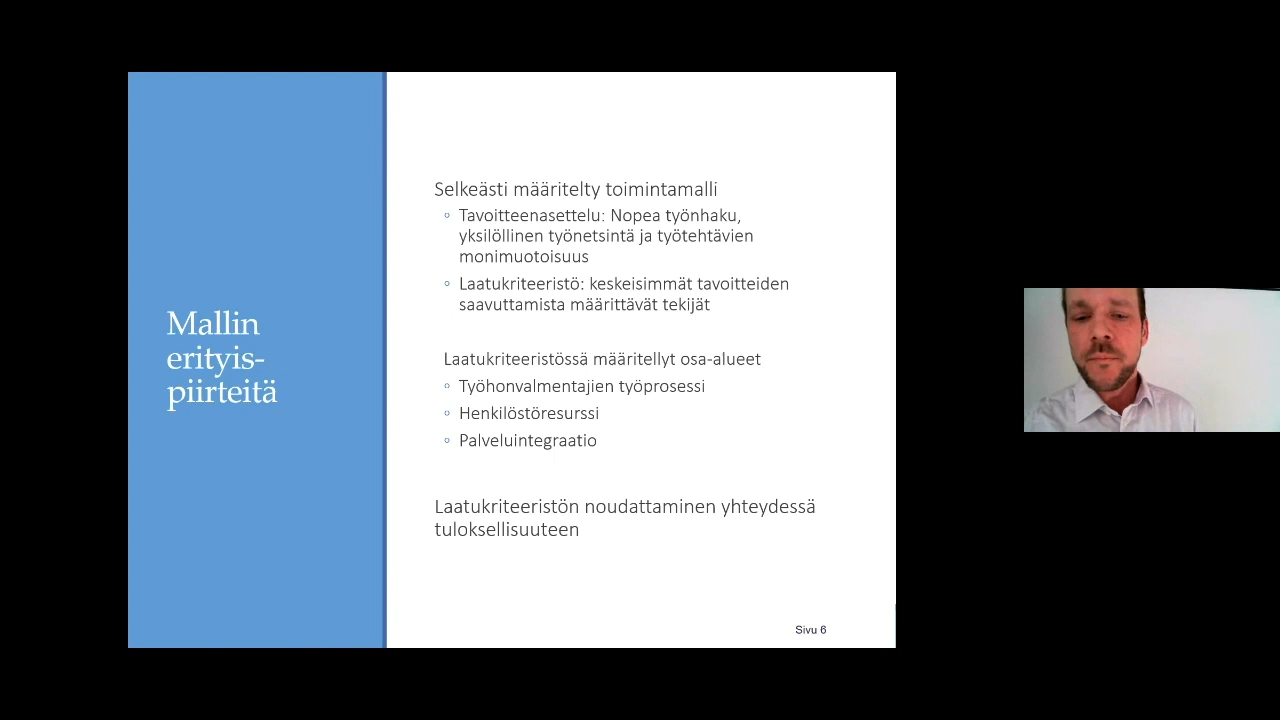 Mallin
erityis-
piirteitä
Selkeästi määritelty toimintamalli
◦ Tavoitteenasettelu: Nopea työnhaku,
yksilöllinen työnetsintä ja työtehtävien
monimuotoisuus
◦ Laatukriteeristö: keskeisimmät tavoitteiden
saavuttamista määrittävät tekijät
Laatukriteeristössä määritellyt osa-alueet
◦ Työhonvalmentajien työprosessi
◦ Henkilöstöresurssi
◦ Palveluintegraatio
Laatukriteeristön noudattaminen yhteydessä
tuloksellisuuteen
Sivu 6